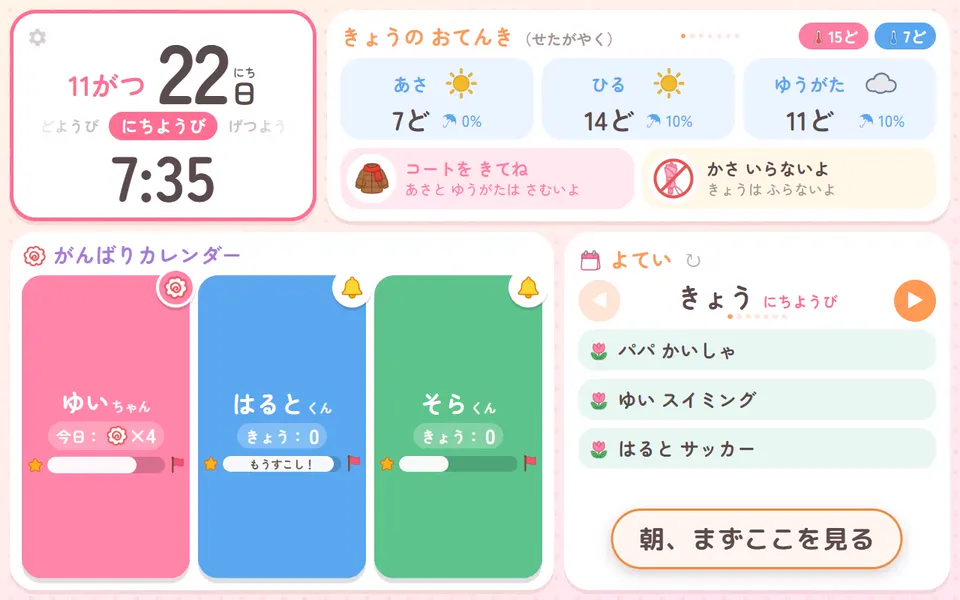 11がつ 22日
にち
どようび にちようび げつよう
7:35
きょうの おてんき （せたがやく）
15ど 7ど
あさ
7ど 0%
ひる
14ど 10%
ゆうがた
11ど 10%
コートを きてね
あさと ゆうがたは さむいよ
かさ いらないよ
きょうは ふらないよ
がんばりカレンダー
ゆいちゃん
今日： ×4
はるとくん
きょう：0
もうすこし！
そらくん
きょう：0
よてい
きょう にちようび
パパ かいしゃ
ゆい スイミング
はると サッカー
朝、まずここを見る